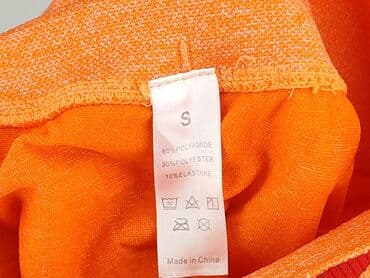 S
60%POLYAMIDE
30%POLYESTER
10%ELASTANE
Made in China